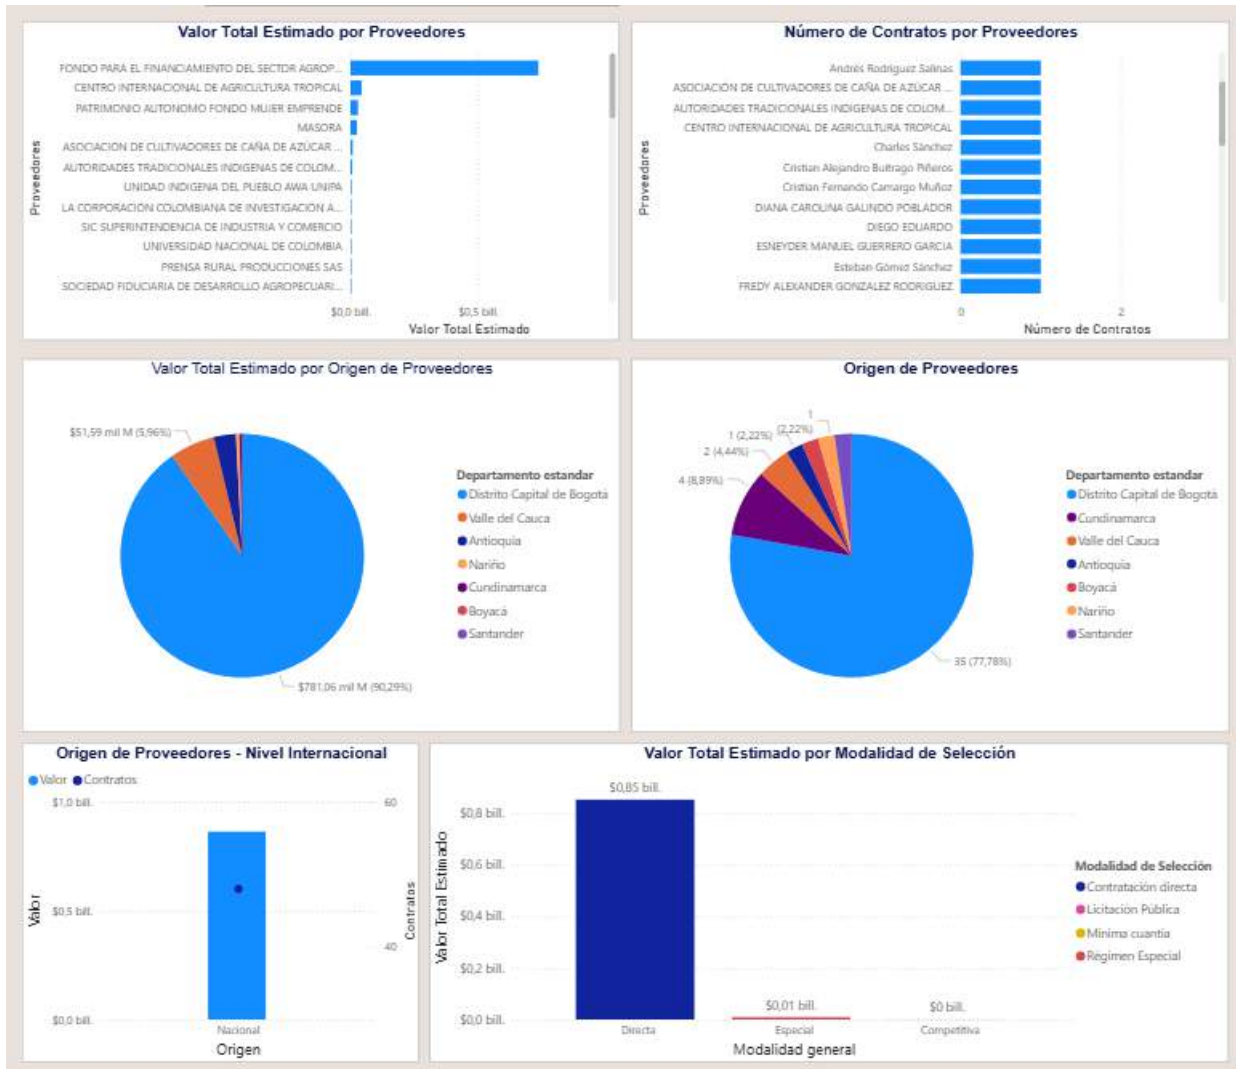 Valor Total Estimado por Proveedores
Proveedores
FONDO PARA EL FINANCIAMIENTO DEL SECTOR AGROP...
CENTRO INTERNACIONAL DE AGRICULTURA TROPICAL
PATRIMONIO AUTONOMO FONDO MUJER EMPRENDE
MASORA
ASOCIACION DE CULTIVADORES DE CAÑA DE AZÚCAR ...
AUTORIDADES TRADICIONALES INDIGENAS DE COLOM...
UNIDAD INDIGENA DEL PUEBLO AWA UNIPA
LA CORPORACIÓN COLOMBIANA DE INVESTIGACIÓN A...
SIC SUPERINTENDENCIA DE INDUSTRIA Y COMERCIO
UNIVERSIDAD NACIONAL DE COLOMBIA
PRENSA RURAL PRODUCCIONES SAS
SOCIEDAD FIDUCIARIA DE DESARROLLO AGROPECUARI...
$0,0 bill. $0,5 bill.
Valor Total Estimado
Número de Contratos por Proveedores
Proveedores
Andrés Rodriguez Salinas
ASOCIACION DE CULTIVADORES DE CAÑA DE AZÚCAR ...
AUTORIDADES TRADICIONALES INDIGENAS DE COLOM...
CENTRO INTERNACIONAL DE AGRICULTURA TROPICAL
Charles Sánchez
Cristian Alejandro Buitrago Piñeros
Cristian Fernando Camargo Muñoz
DIANA CAROLINA GALINDO POBLADOR
DIEGO EDUARDO
ESNEYDER MANUEL GUERRERO GARCIA
Esteban Gómez Sánchez
FREDY ALEXANDER GONZALEZ RODRIGUEZ
0 2
Número de Contratos
Valor Total Estimado por Origen de Proveedores
$51,59 mil M (5,96%)
$781,06 mil M (90,29%)
Departamento estandar
Distrito Capital de Bogotá
Valle del Cauca
Antioquia
Nariño
Cundinamarca
Boyacá
Santander
Origen de Proveedores
1
(2,22%)
1 (2,22%)
2 (4,44%)
4 (8,89%)
35 (77,78%)
Departamento estandar
Distrito Capital de Bogotá
Cundinamarca
Valle del Cauca
Antioquia
Boyacá
Nariño
Santander
Origen de Proveedores - Nivel Internacional
Valor Contratos
Valor
$1,0 bill.
$0,5 bill.
$0,0 bill.
60
40
Contratos
Nacional
Origen
Valor Total Estimado por Modalidad de Selección
Valor Total Estimado
$0,8 bill.
$0,6 bill.
$0,4 bill.
$0,2 bill.
$0,0 bill.
$0,85 bill.
$0,01 bill.
$0 bill.
Directa Especial Competitiva
Modalidad general
Modalidad de Selección
Contratación directa
Licitación Pública
Mínima cuantía
Régimen Especial